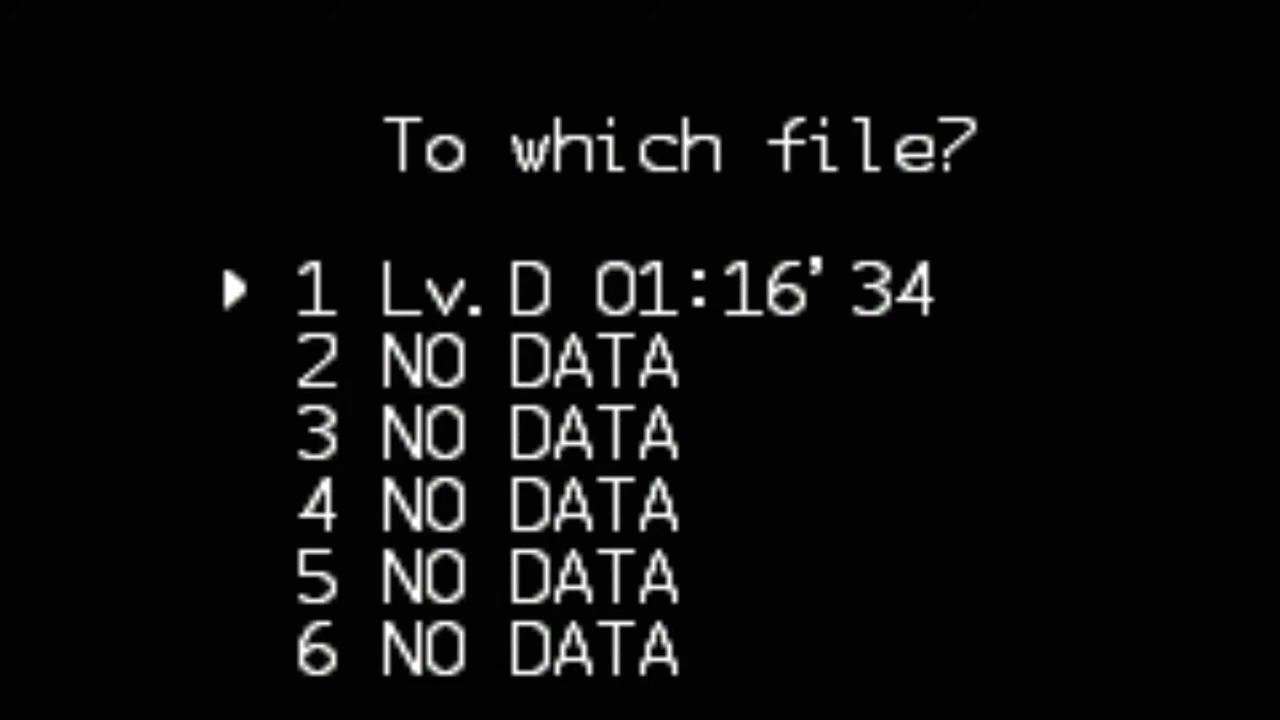 To which file?
1 Lv. D 01:16’34
2 NO DATA
3 NO DATA
4 NO DATA
5 NO DATA
6 NO DATA